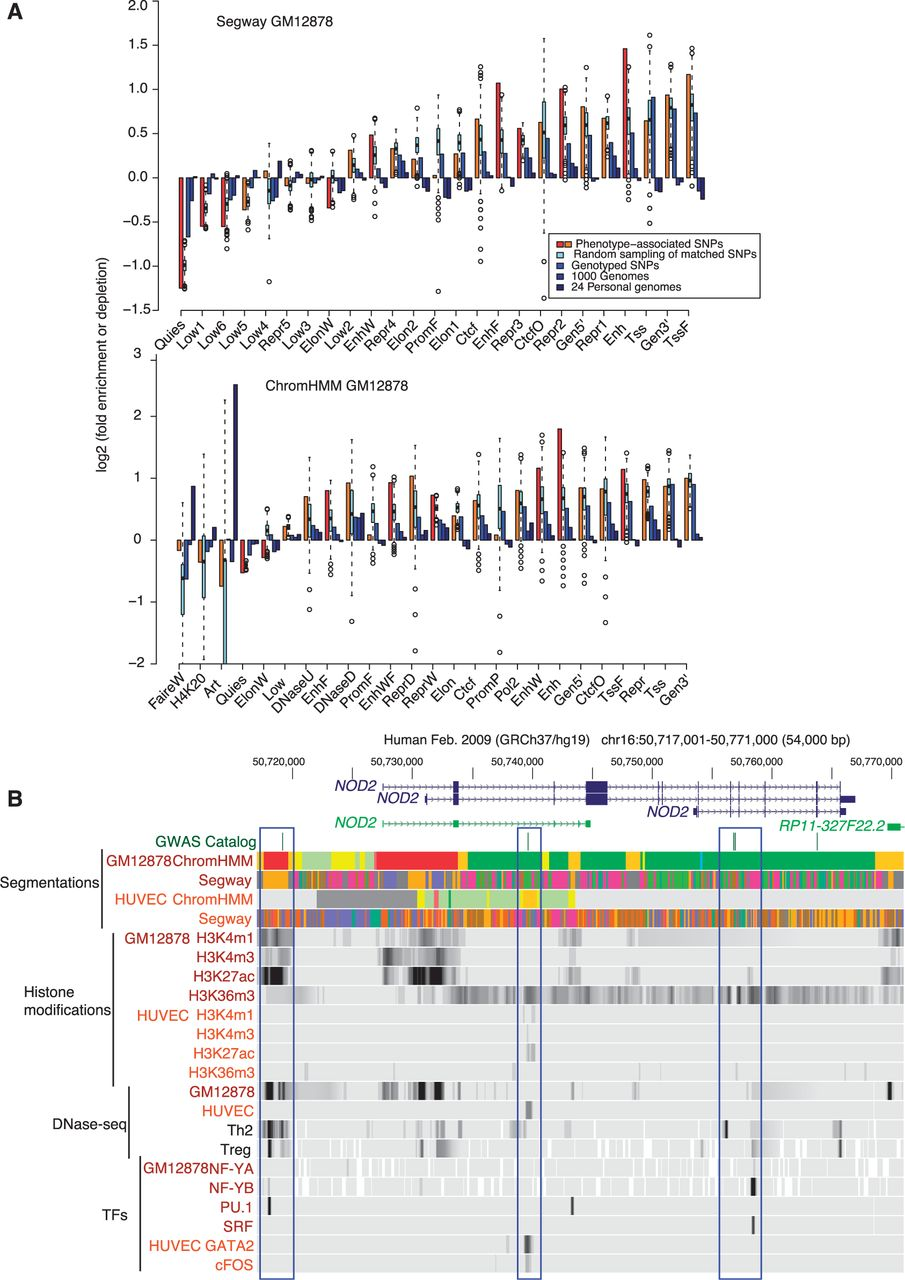 A
Segway GM12878
2.0
1.5
1.0
0.5
0.0
−0.5
−1.0
−1.5
log2 (fold enrichment or depletion)
Phenotype-associated SNPs
Random sampling of matched SNPs
Genotyped SNPs
1000 Genomes
24 Personal genomes
Quies Low1 Low6 Low5 Low4 Repr5 Low3 ElonW Low2 EnhW Repr4 Elon2 PromF Elon1 Ctcf EnhF Repr3 CtcfO Repr2 Gen5' Repr1 Enh Tss Gen3' TssF
ChromHMM GM12878
3
2
1
0
−1
−2
FaireW H4K20 Art Quies ElonW Low DNaseU EnhF DNaseD PromF EnhWF ReprD ReprW Elon Ctcf PromP Pol2 EnhW Enh Gen5' CtcfO TssF Repr Tss Gen3'
B
Human Feb. 2009 (GRCh37/hg19) chr16:50,717,001-50,771,000 (54,000 bp)
50,720,000 50,730,000 50,740,000 50,750,000 50,760,000 50,770,000
NOD2
NOD2
NOD2
NOD2 RP11-327F22.2
GWAS Catalog
Segmentations
GM12878ChromHMM
Segway
HUVEC ChromHMM
Segway
Histone modifications
GM12878 H3K4m1
H3K4m3
H3K27ac
H3K36m3
HUVEC H3K4m1
H3K4m3
H3K27ac
H3K36m3
DNase-seq
GM12878
HUVEC
Th2
Treg
TFs
GM12878NF-YA
NF-YB
PU.1
SRF
HUVEC GATA2
cFOS